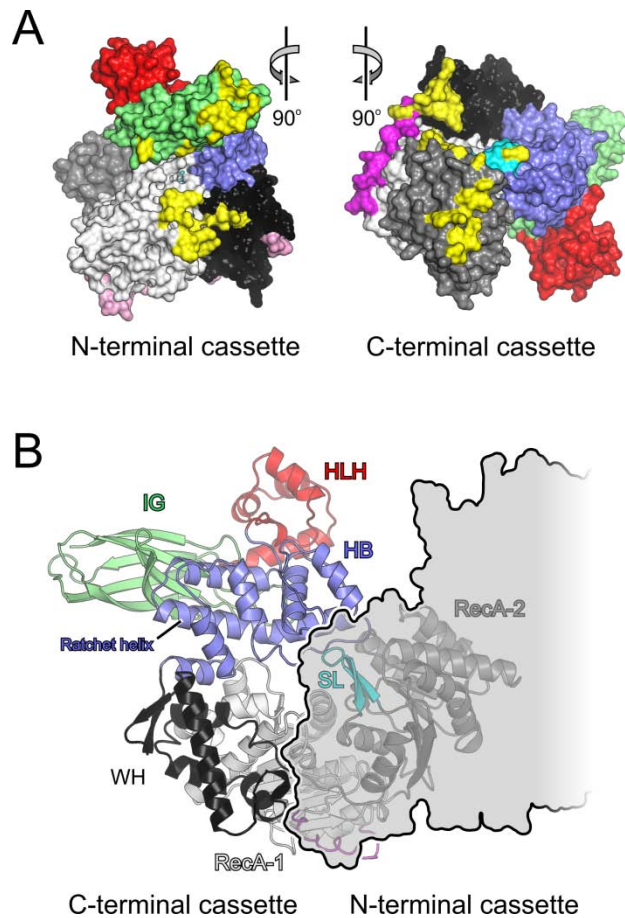 A
90°
90°
N-terminal cassette
C-terminal cassette
B
HLH
IG
HB
RecA-2
Ratchet helix
SL
WH
RecA-1
C-terminal cassette
N-terminal cassette